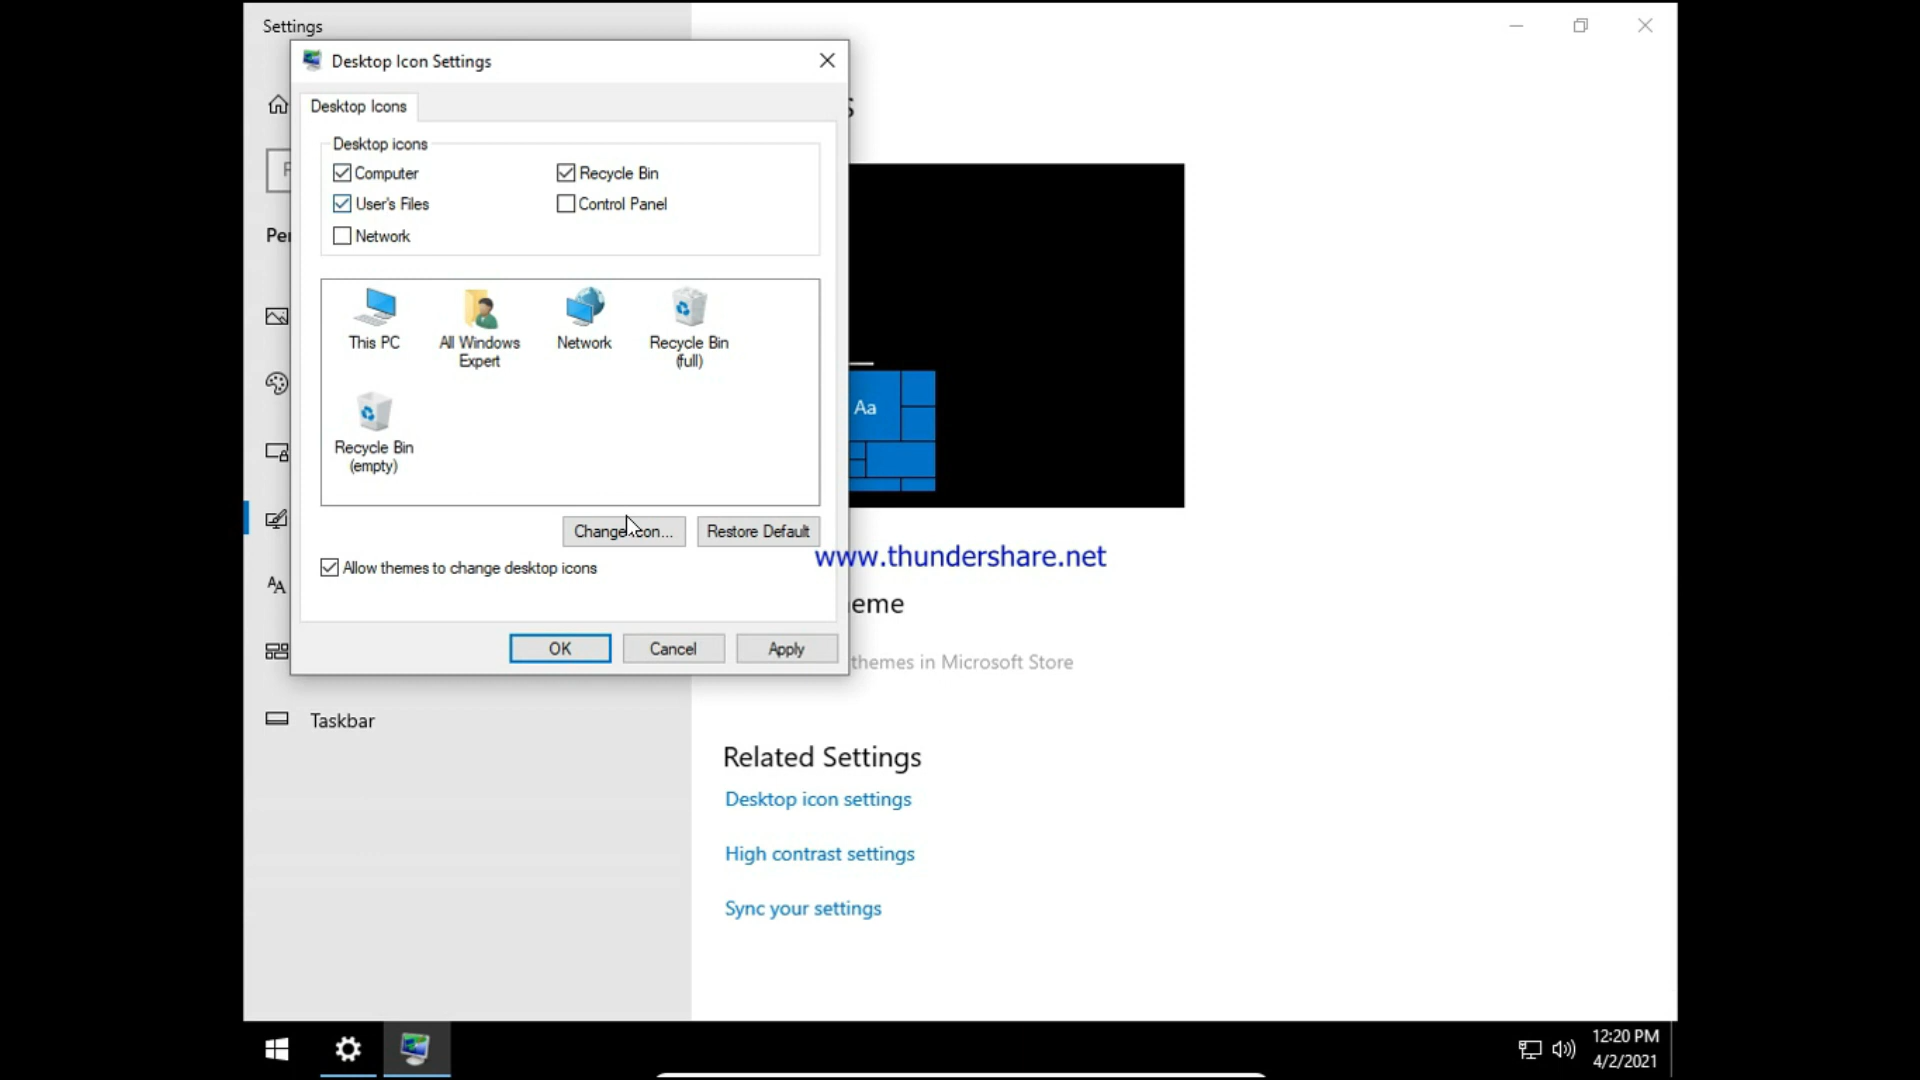 Settings
Desktop Icon Settings
Desktop Icons
Desktop icons
Computer
Recycle Bin
User's Files
Control Panel
Network
This PC
All Windows
Expert
Network
Recycle Bin
(full)
Recycle Bin
(empty)
Change Icon...
Restore Default
Allow themes to change desktop icons
OK
Cancel
Apply
Per
s
Aa
www.thundershare.net
eme
themes in Microsoft Store
Taskbar
Related Settings
Desktop icon settings
High contrast settings
Sync your settings
12:20 PM
4/2/2021